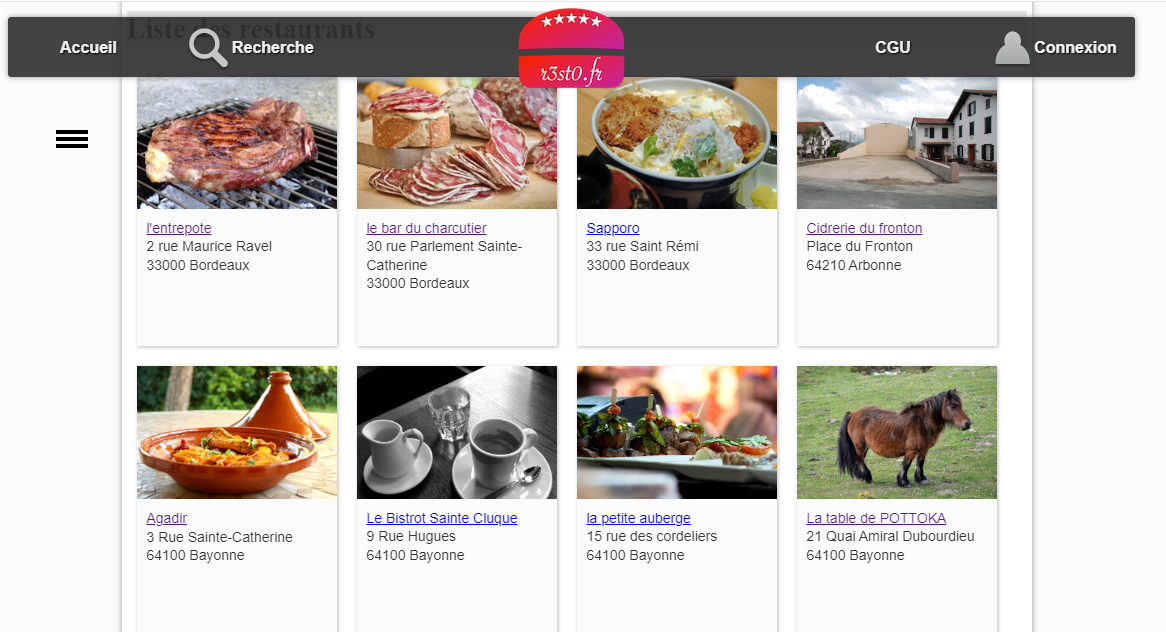 Liste des restaurants
Accueil
Recherche
r3st0.fr
CGU
Connexion
l'entrepote
2 rue Maurice Ravel
33000 Bordeaux
le bar du charcutier
30 rue Parlement Sainte-
Catherine
33000 Bordeaux
Sapporo
33 rue Saint Rémi
33000 Bordeaux
Cidrerie du fronton
Place du Fronton
64210 Arbonne
Agadir
3 Rue Sainte-Catherine
64100 Bayonne
Le Bistrot Sainte Cluque
9 Rue Hugues
64100 Bayonne
la petite auberge
15 rue des cordeliers
64100 Bayonne
La table de POTTOKA
21 Quai Amiral Dubourdieu
64100 Bayonne